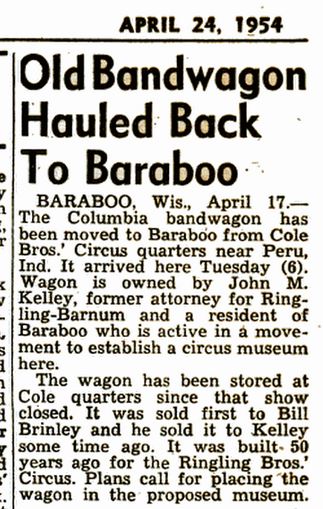 APRIL 24, 1954
Old Bandwagon
Hauled Back
To Baraboo
BARABOO, Wis., April 17.—
The Columbia bandwagon has
been moved to Baraboo from Cole
Bros.' Circus quarters near Peru,
Ind. It arrived here Tuesday (6).
Wagon is owned by John M.
Kelley, former attorney for Ring-
ling-Barnum and a resident of
Baraboo who is active in a move-
ment to establish a circus museum
here.
The wagon has been stored at
Cole quarters since that show
closed. It was sold first to Bill
Brinley and he sold it to Kelley
some time ago. It was built 50
years ago for the Ringling Bros.'
Circus. Plans call for placing the
wagon in the proposed museum.